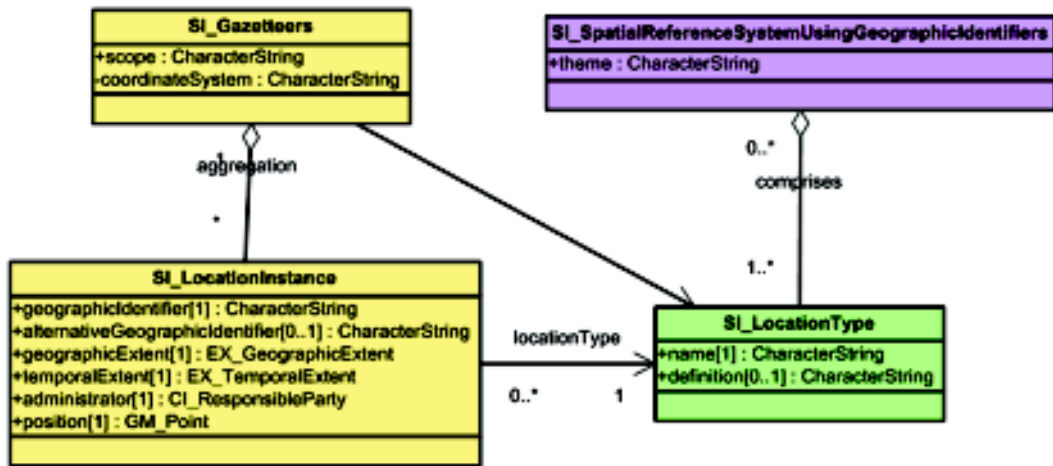 SI_Gazetteers
+scope : CharacterString
-coordinateSystem : CharacterString
SI_SpatialReferenceSystemUsingGeographicIdentifiers
+theme : CharacterString
1
aggregation
*
0..*
comprises
1..*
SI_LocationInstance
+geographicIdentifier[1] : CharacterString
+alternativeGeographicIdentifier[0..1] : CharacterString
+geographicExtent[1] : EX_GeographicExtent
+temporalExtent[1] : EX_TemporalExtent
+administrator[1] : CI_ResponsibleParty
+position[1] : GM_Point
locationType
0..*
1
SI_LocationType
+name[1] : CharacterString
+definition[0..1] : CharacterString